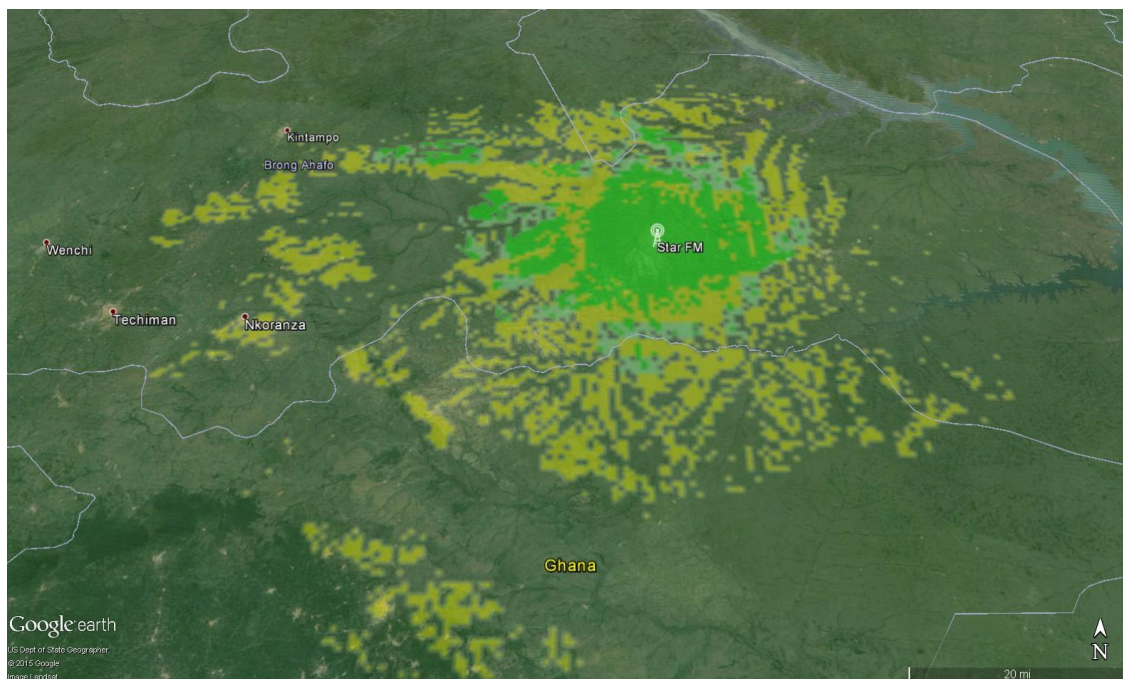 Kintampo
Brong Ahafo
Star FM
Wenchi
Techiman
Nkoranza
Ghana
Google earth
US Dept of State Geographer
© 2015 Google
Image Landsat
N
20 mi